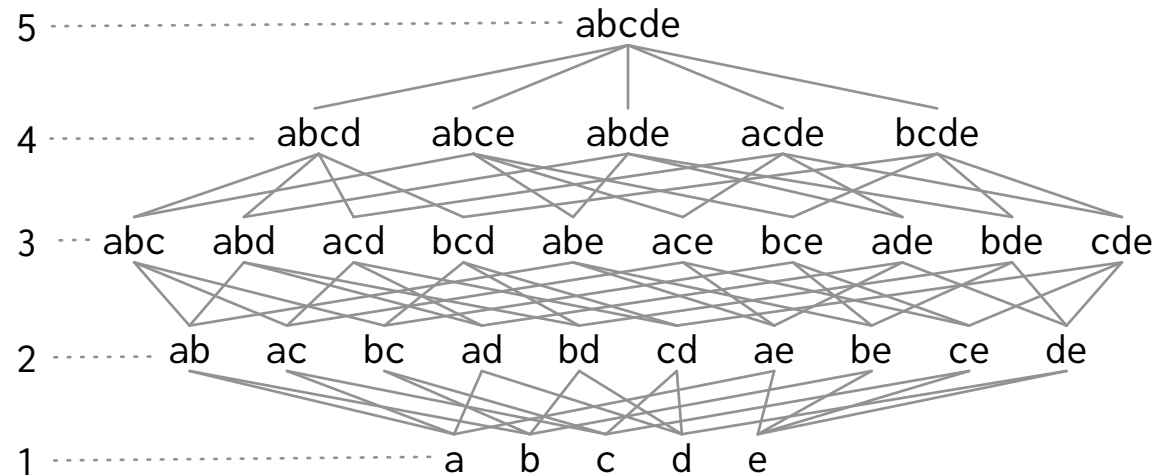 5 abcde
4 abcd abce abde acde bcde
3 abc abd acd bcd abe ace bce ade bde cde
2 ab ac bc ad bd cd ae be ce de
1 a b c d e